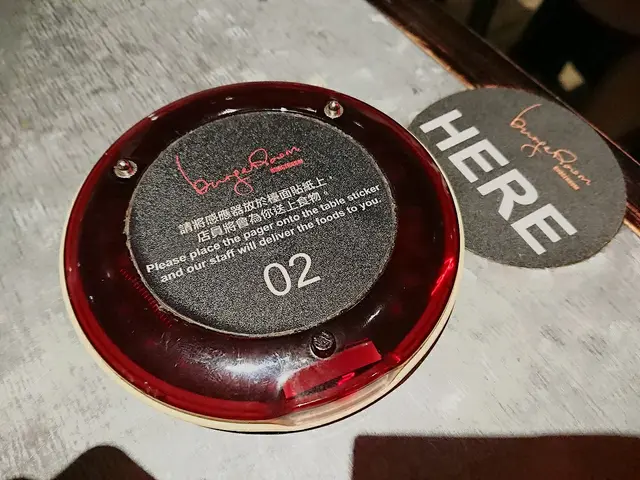 burgeRoom
請將感應器放於檯面貼紙上，
店員將會為你送上食物。
Please place the pager onto the table sticker
and our staff will deliver the foods to you.
02
burgeRoom
HERE